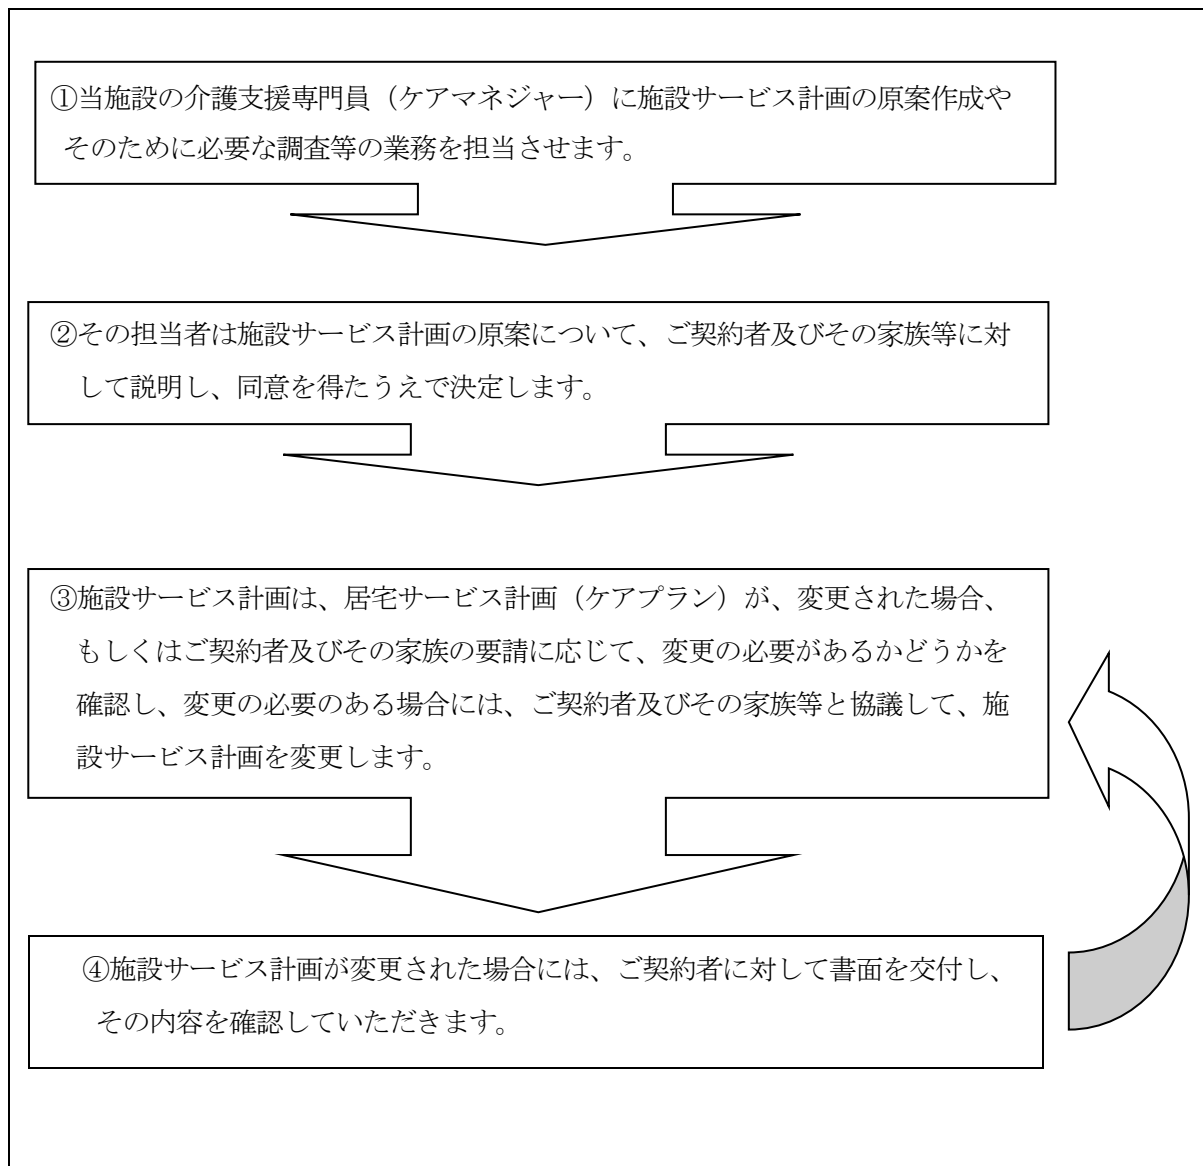 ①当施設の介護支援専門員（ケアマネジャー）に施設サービス計画の原案作成や
そのために必要な調査等の業務を担当させます。
②その担当者は施設サービス計画の原案について、ご契約者及びその家族等に対
して説明し、同意を得たうえで決定します。
③施設サービス計画は、居宅サービス計画（ケアプラン）が、変更された場合、
もしくはご契約者及びその家族の要請に応じて、変更の必要があるかどうかを
確認し、変更の必要のある場合には、ご契約者及びその家族等と協議して、施
設サービス計画を変更します。
④施設サービス計画が変更された場合には、ご契約者に対して書面を交付し、
その内容を確認していただきます。